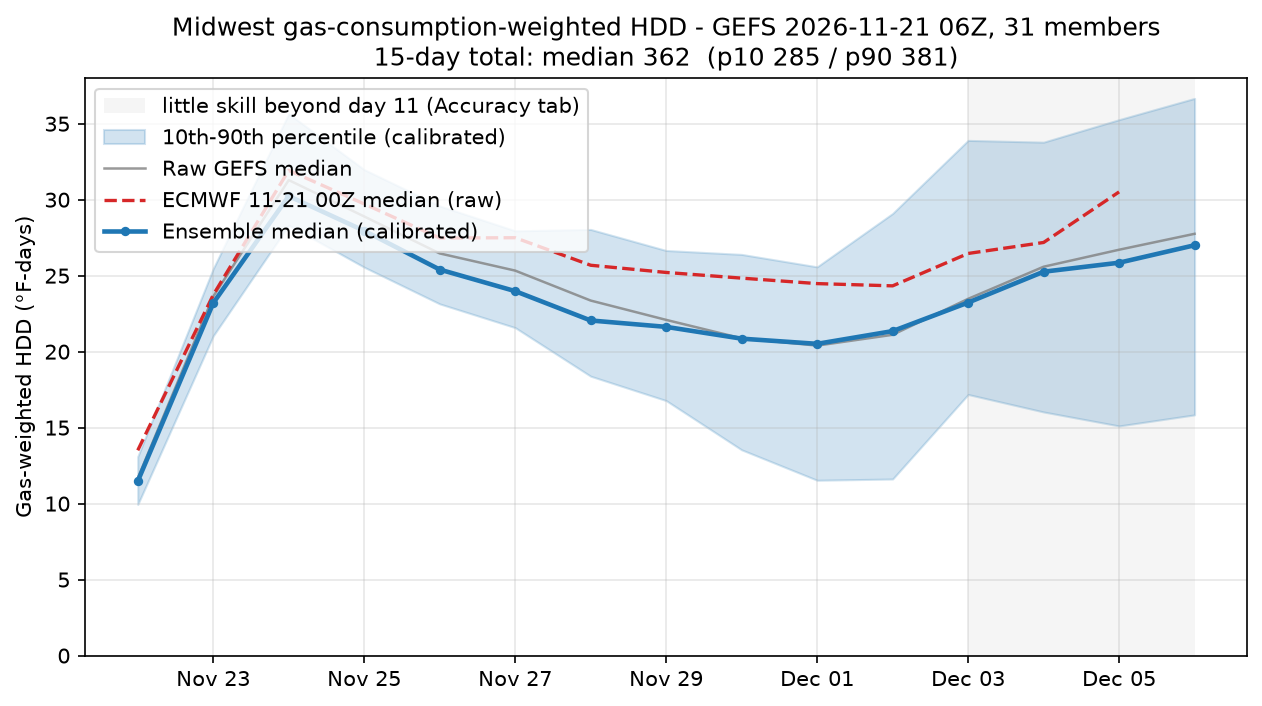 Midwest gas-consumption-weighted HDD - GEFS 2026-11-21 06Z, 31 members
15-day total: median 362  (p10 285 / p90 381)
little skill beyond day 11 (Accuracy tab)
10th-90th percentile (calibrated)
Raw GEFS median
ECMWF 11-21 00Z median (raw)
Ensemble median (calibrated)
Gas-weighted HDD (°F-days)
35
30
25
20
15
10
5
0
Nov 23
Nov 25
Nov 27
Nov 29
Dec 01
Dec 03
Dec 05